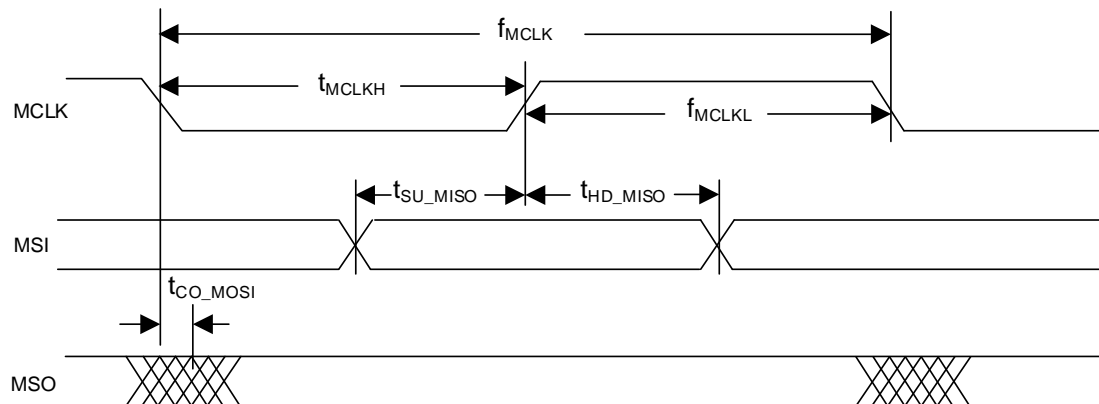 fMCLK
tMCLKH
MCLK
fMCLKL
tSU_MISO
tHD_MISO
MSI
tCO_MOSI
MSO